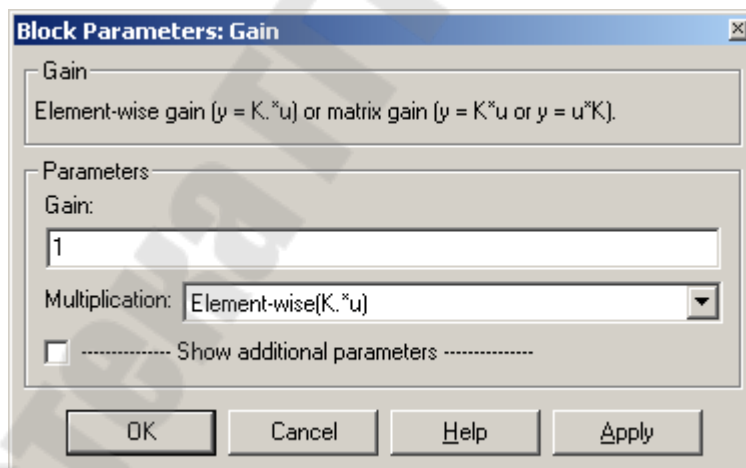 Block Parameters: Gain
Gain
Element-wise gain (y = K.*u) or matrix gain (y = K*u or y = u*K).
Parameters
Gain:
1
Multiplication: Element-wise(K.*u)
-------------- Show additional parameters --------------
OK Cancel Help Apply